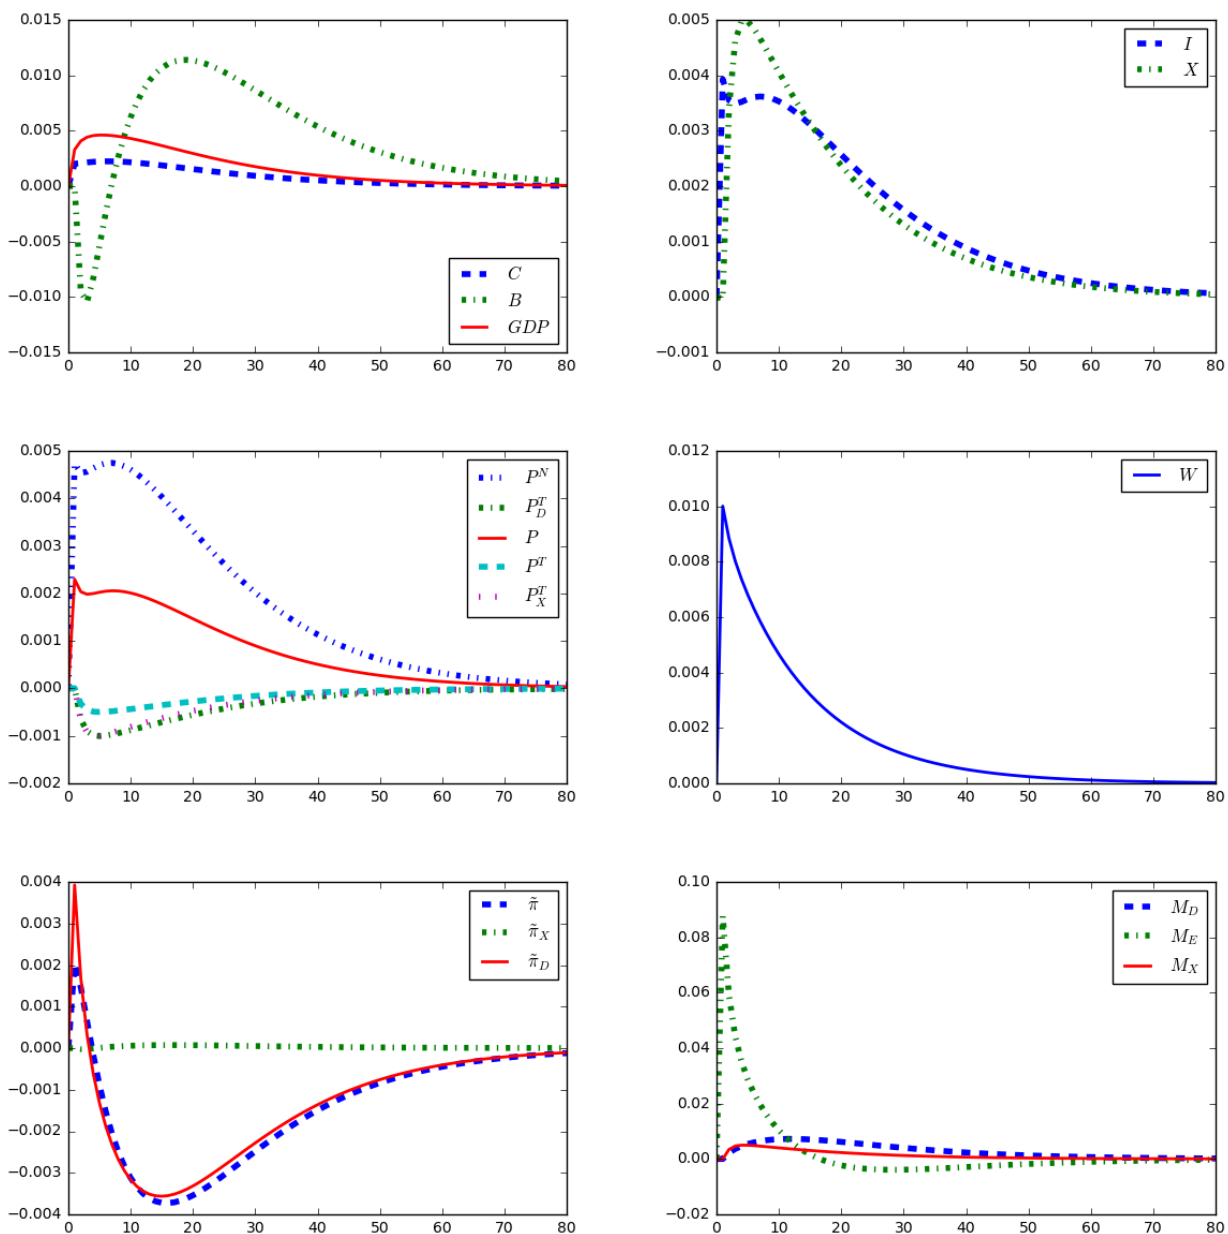 0.015
0.010
0.005
0.000
−0.005
−0.010
−0.015
0 10 20 30 40 50 60 70 80
C
B
GDP
0.005
0.004
0.003
0.002
0.001
0.000
−0.001
0 10 20 30 40 50 60 70 80
I
X
0.005
0.004
0.003
0.002
0.001
0.000
−0.001
−0.002
0 10 20 30 40 50 60 70 80
P^N
P_D^T
P
P^T
P_X^T
0.012
0.010
0.008
0.006
0.004
0.002
0.000
0 10 20 30 40 50 60 70 80
W
0.004
0.003
0.002
0.001
0.000
−0.001
−0.002
−0.003
−0.004
0 10 20 30 40 50 60 70 80
π̃
π̃_X
π̃_D
0.10
0.08
0.06
0.04
0.02
0.00
−0.02
0 10 20 30 40 50 60 70 80
M_D
M_E
M_X